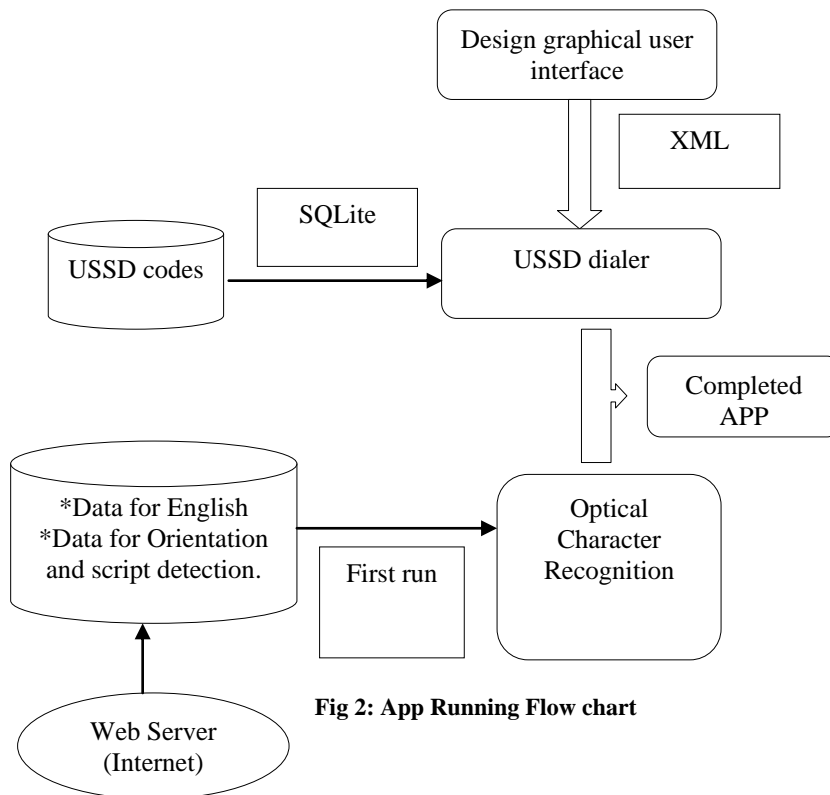 Design graphical user
interface
XML
SQLite
USSD codes
USSD dialer
Completed
APP
*Data for English
*Data for Orientation
and script detection.
First run
Optical
Character
Recognition
Web Server
(Internet)
Fig 2: App Running Flow chart